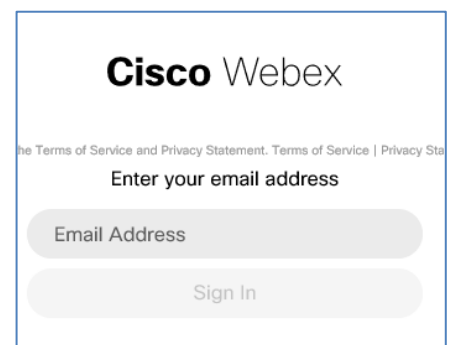 Cisco Webex
he Terms of Service and Privacy Statement. Terms of Service | Privacy Sta
Enter your email address
Email Address
Sign In